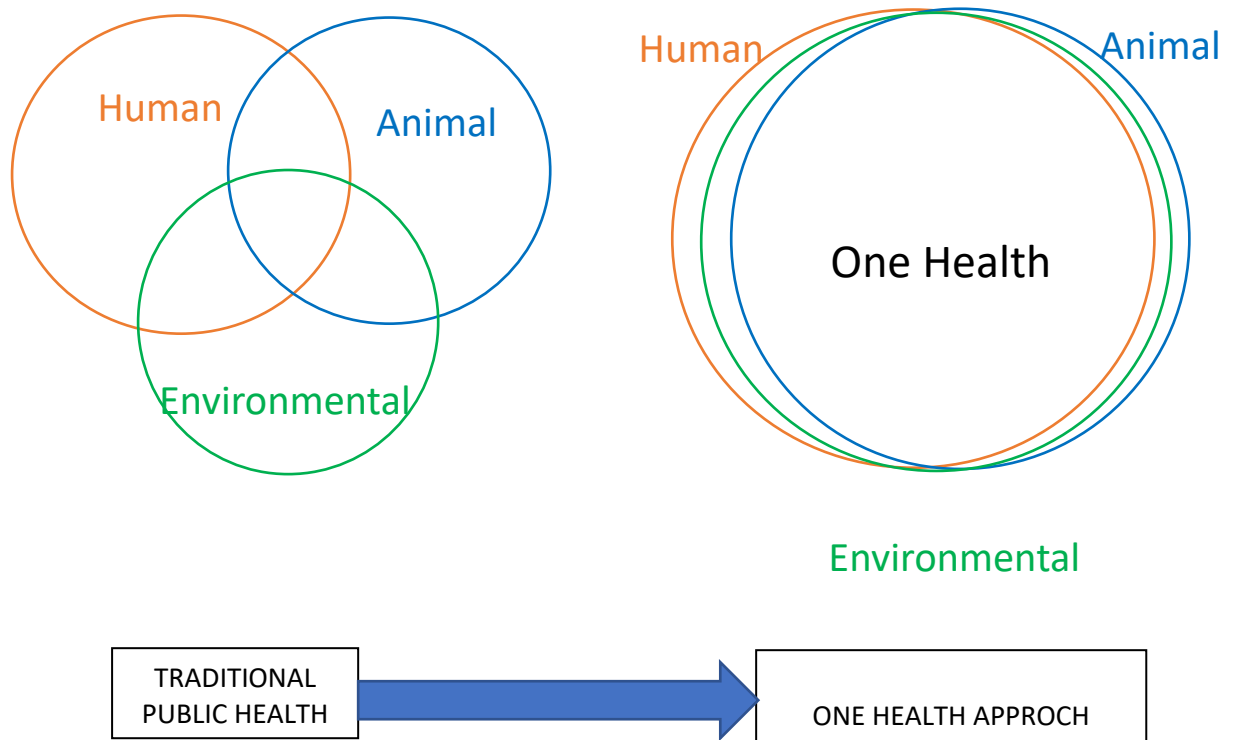 Human
Animal
Environmental
Human
Animal
One Health
Environmental
TRADITIONAL
PUBLIC HEALTH
ONE HEALTH APPROCH